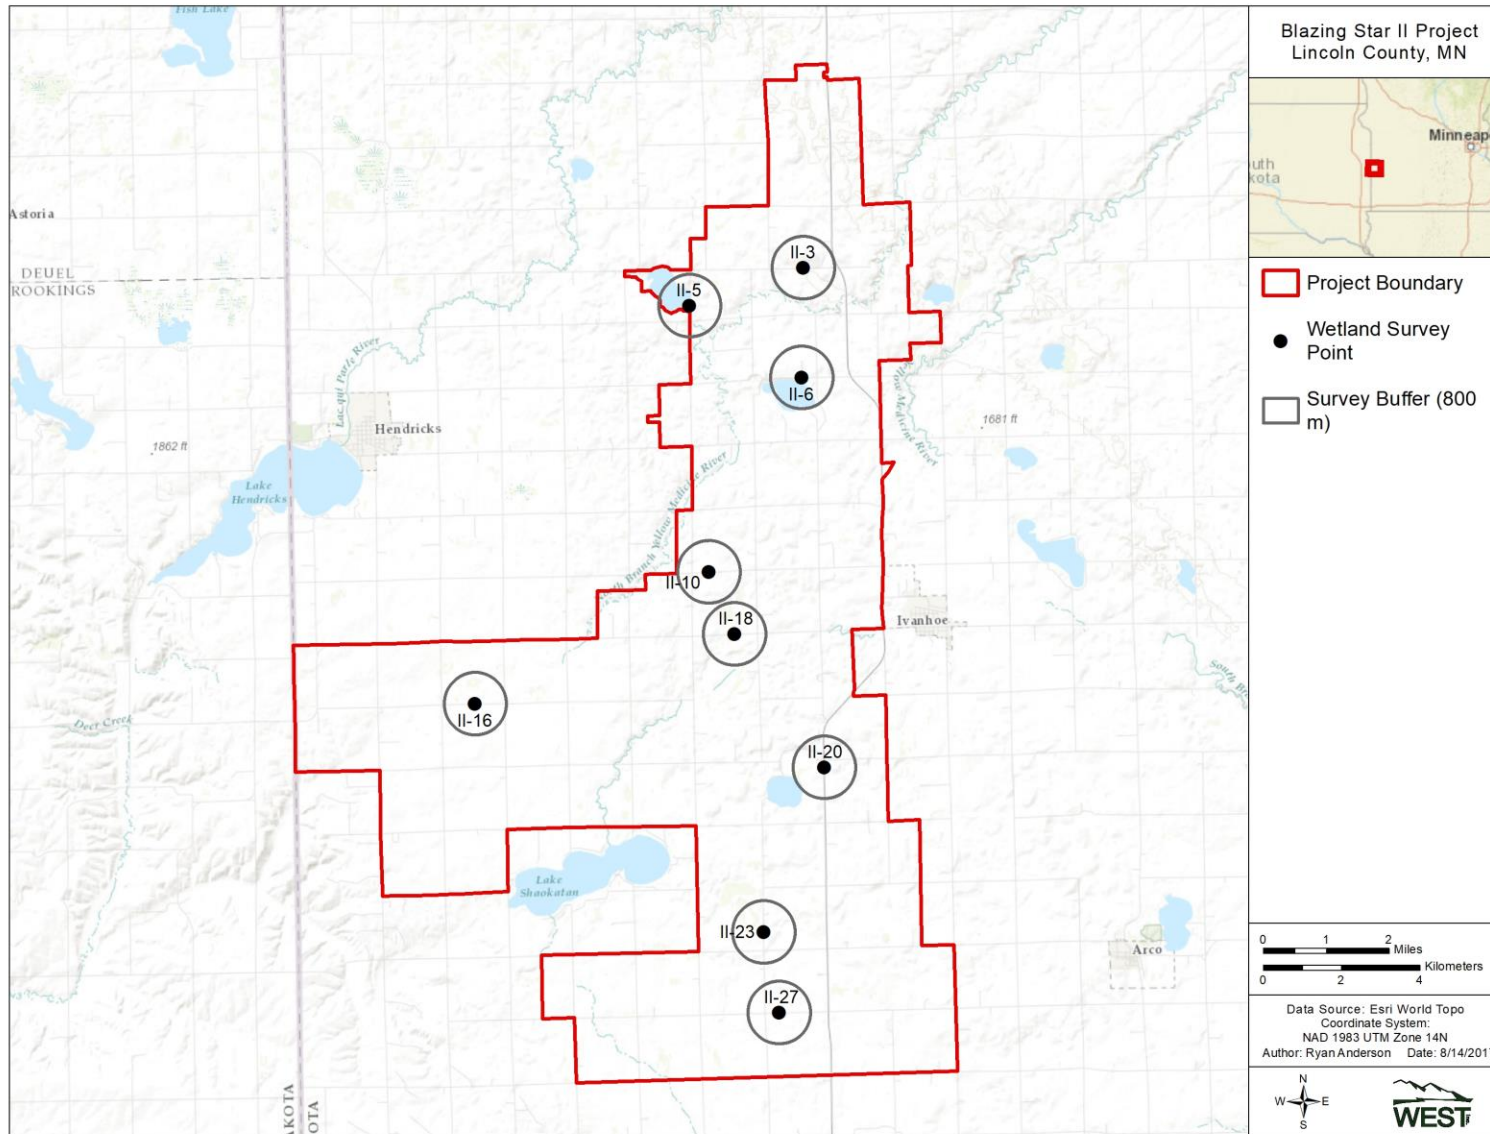 Fish Lake
Astoria
DEUEL
ROOKINGS
1862 ft
Lac qui Parle River
Hendricks
Lake
Hendricks
Deer Creek
II-3
II-5
II-6
Medicine River
1681 ft
Branch Yellow Medicine River
II-10
II-18
Ivanhoe
II-16
South Br
II-20
Lake
Shaokatan
II-23
Arco
II-27
AKOTA
OTA
Blazing Star II Project
Lincoln County, MN
Minneap
uth
kota
Project Boundary
Wetland Survey
Point
Survey Buffer (800
m)
0 1 2
Miles
Kilometers
0 2 4
Data Source: Esri World Topo
Coordinate System:
NAD 1983 UTM Zone 14N
Author: Ryan Anderson Date: 8/14/2017
N
W E
S
WEST